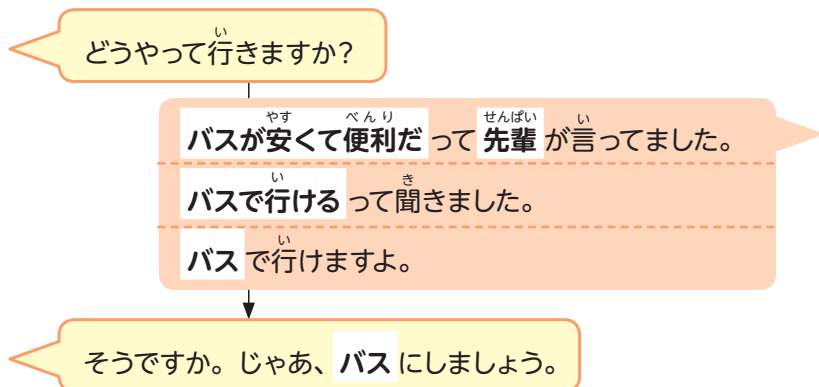 どうやって行きますか?
バスが安くて便利だ って 先輩 が言ってました。
バスで行ける って聞きました。
バス で行けますよ。
そうですか。じゃあ、 バス にしましょう。